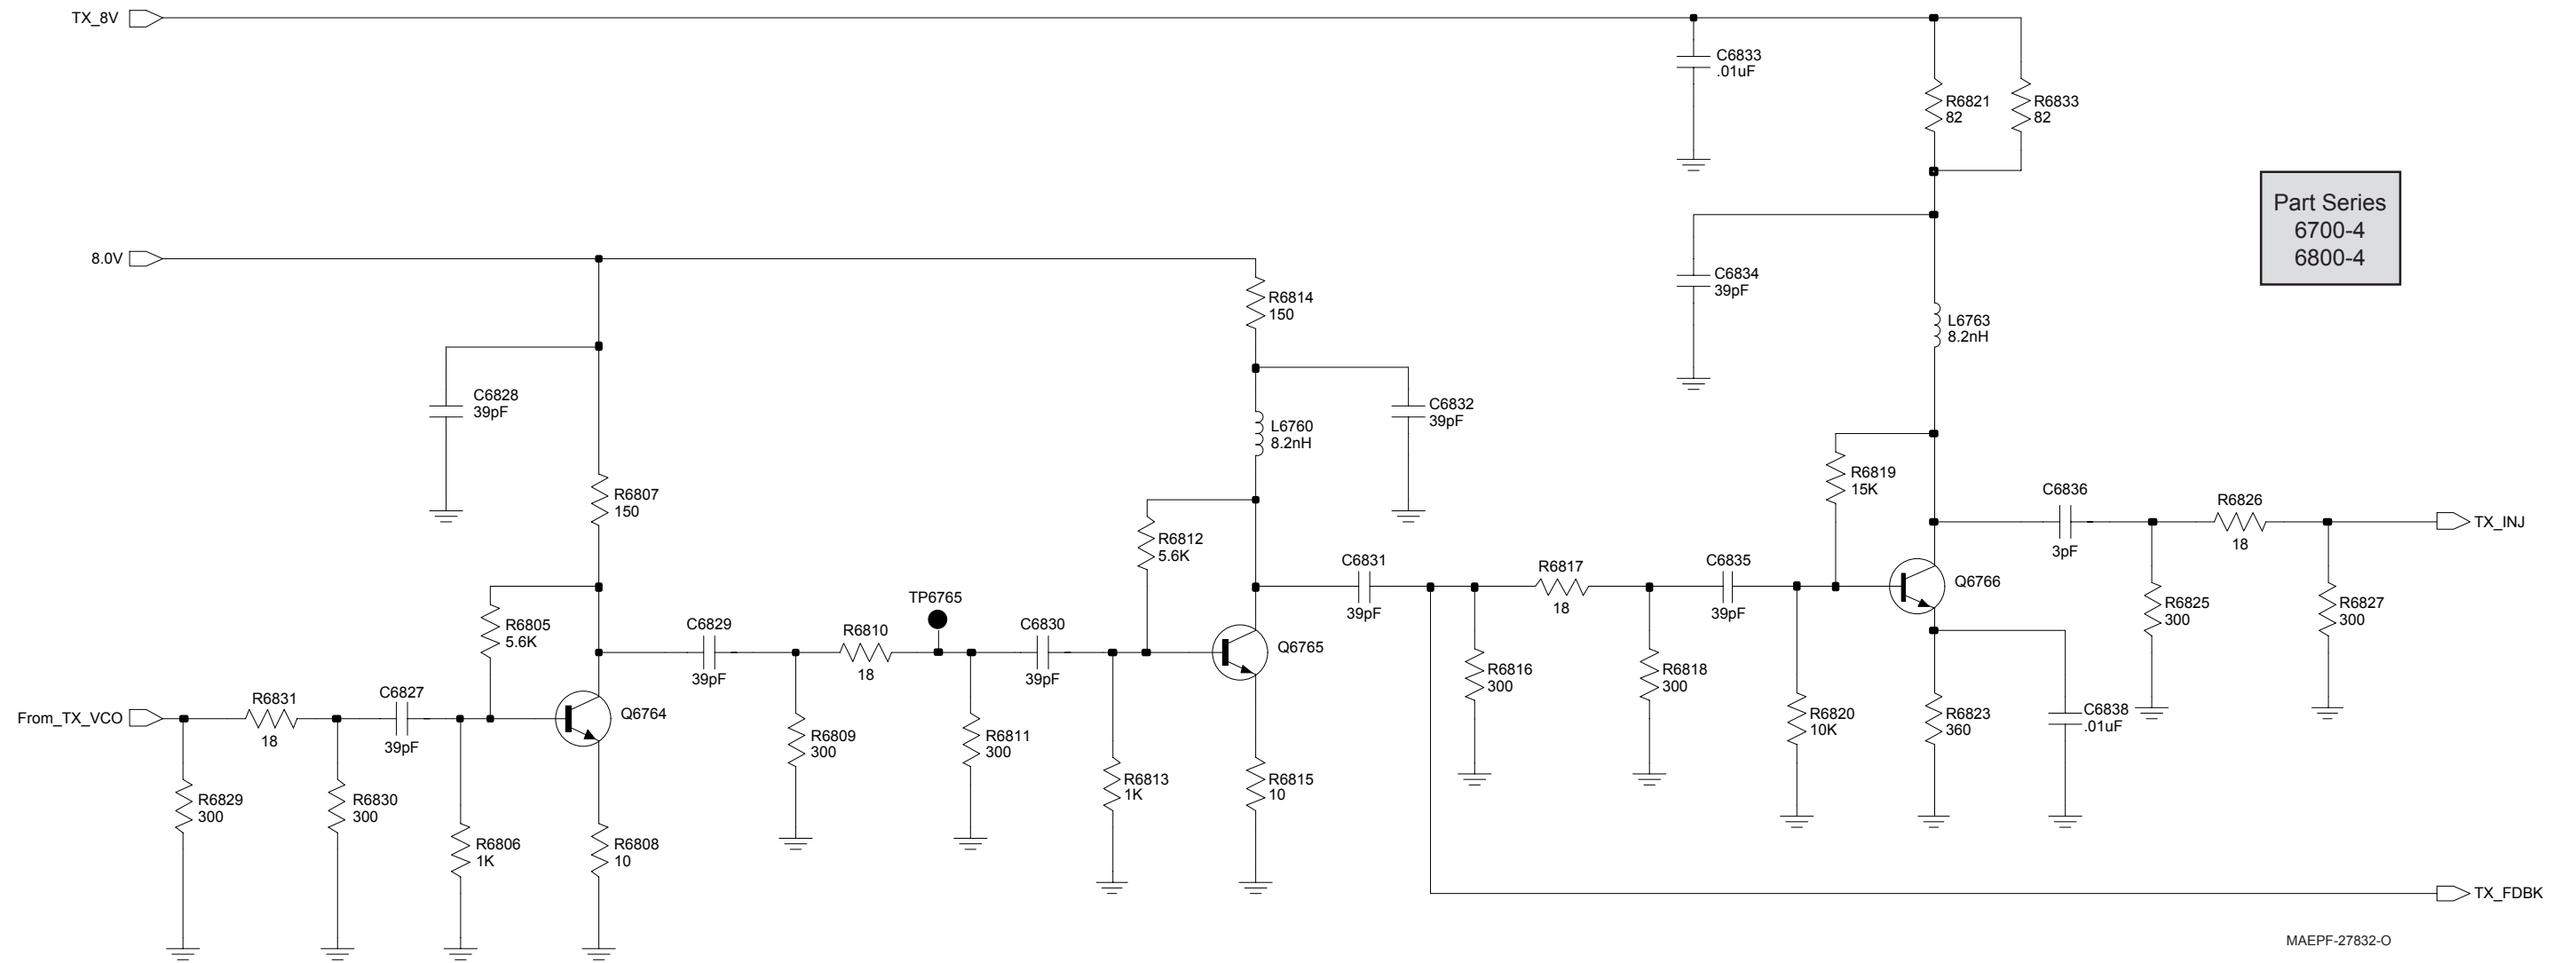 TX_8V
C6833
.01uF
R6821
82
R6833
82
Part Series
6700-4
6800-4
8.0V
C6834
39pF
R6814
150
L6763
8.2nH
C6828
39pF
C6832
39pF
L6760
8.2nH
R6807
150
R6819
15K
C6836
3pF
R6826
18
TX_INJ
R6812
5.6K
C6831
39pF
R6817
18
C6835
39pF
Q6766
TP6765
R6805
5.6K
C6829
39pF
R6810
18
C6830
39pF
Q6765
R6825
300
R6827
300
R6816
300
R6818
300
From_TX_VCO
R6831
18
C6827
39pF
Q6764
R6809
300
R6811
300
R6820
10K
R6823
360
C6838
.01uF
R6813
1K
R6815
10
R6829
300
R6830
300
R6806
1K
R6808
10
TX_FDBK
MAEPF-27832-O